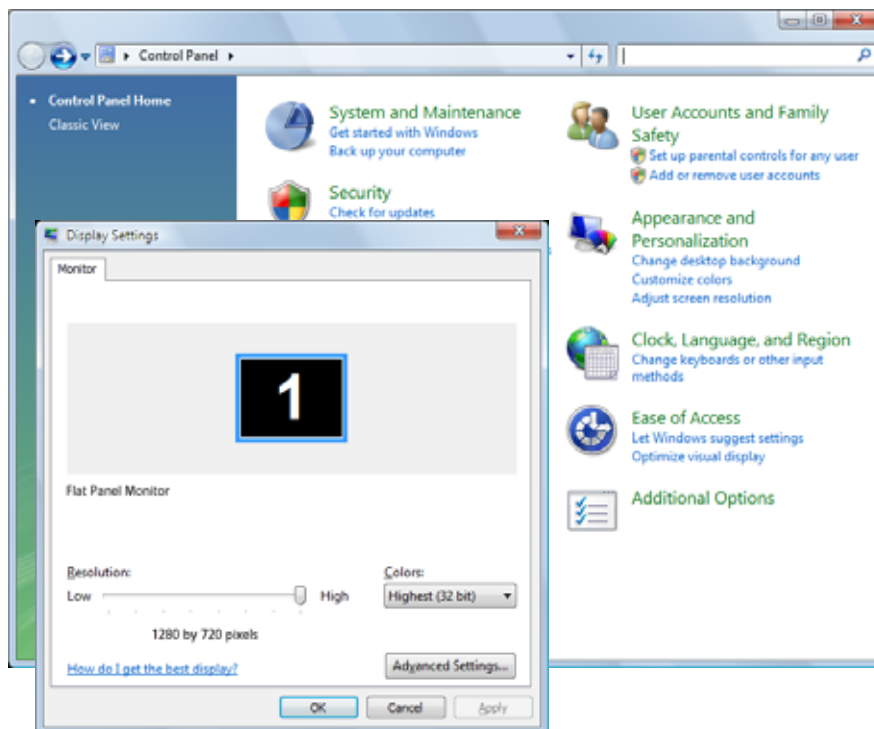 Control Panel
Control Panel Home
Classic View
System and Maintenance
Get started with Windows
Back up your computer
Security
Check for updates
User Accounts and Family
Safety
Set up parental controls for any user
Add or remove user accounts
Appearance and
Personalization
Change desktop background
Customize colors
Adjust screen resolution
Clock, Language, and Region
Change keyboards or other input
methods
Ease of Access
Let Windows suggest settings
Optimize visual display
Additional Options
Display Settings
Monitor
1
Flat Panel Monitor
Resolution:
Low High
1280 by 720 pixels
Colors:
Highest (32 bit)
How do I get the best display?
Advanced Settings...
OK Cancel Apply